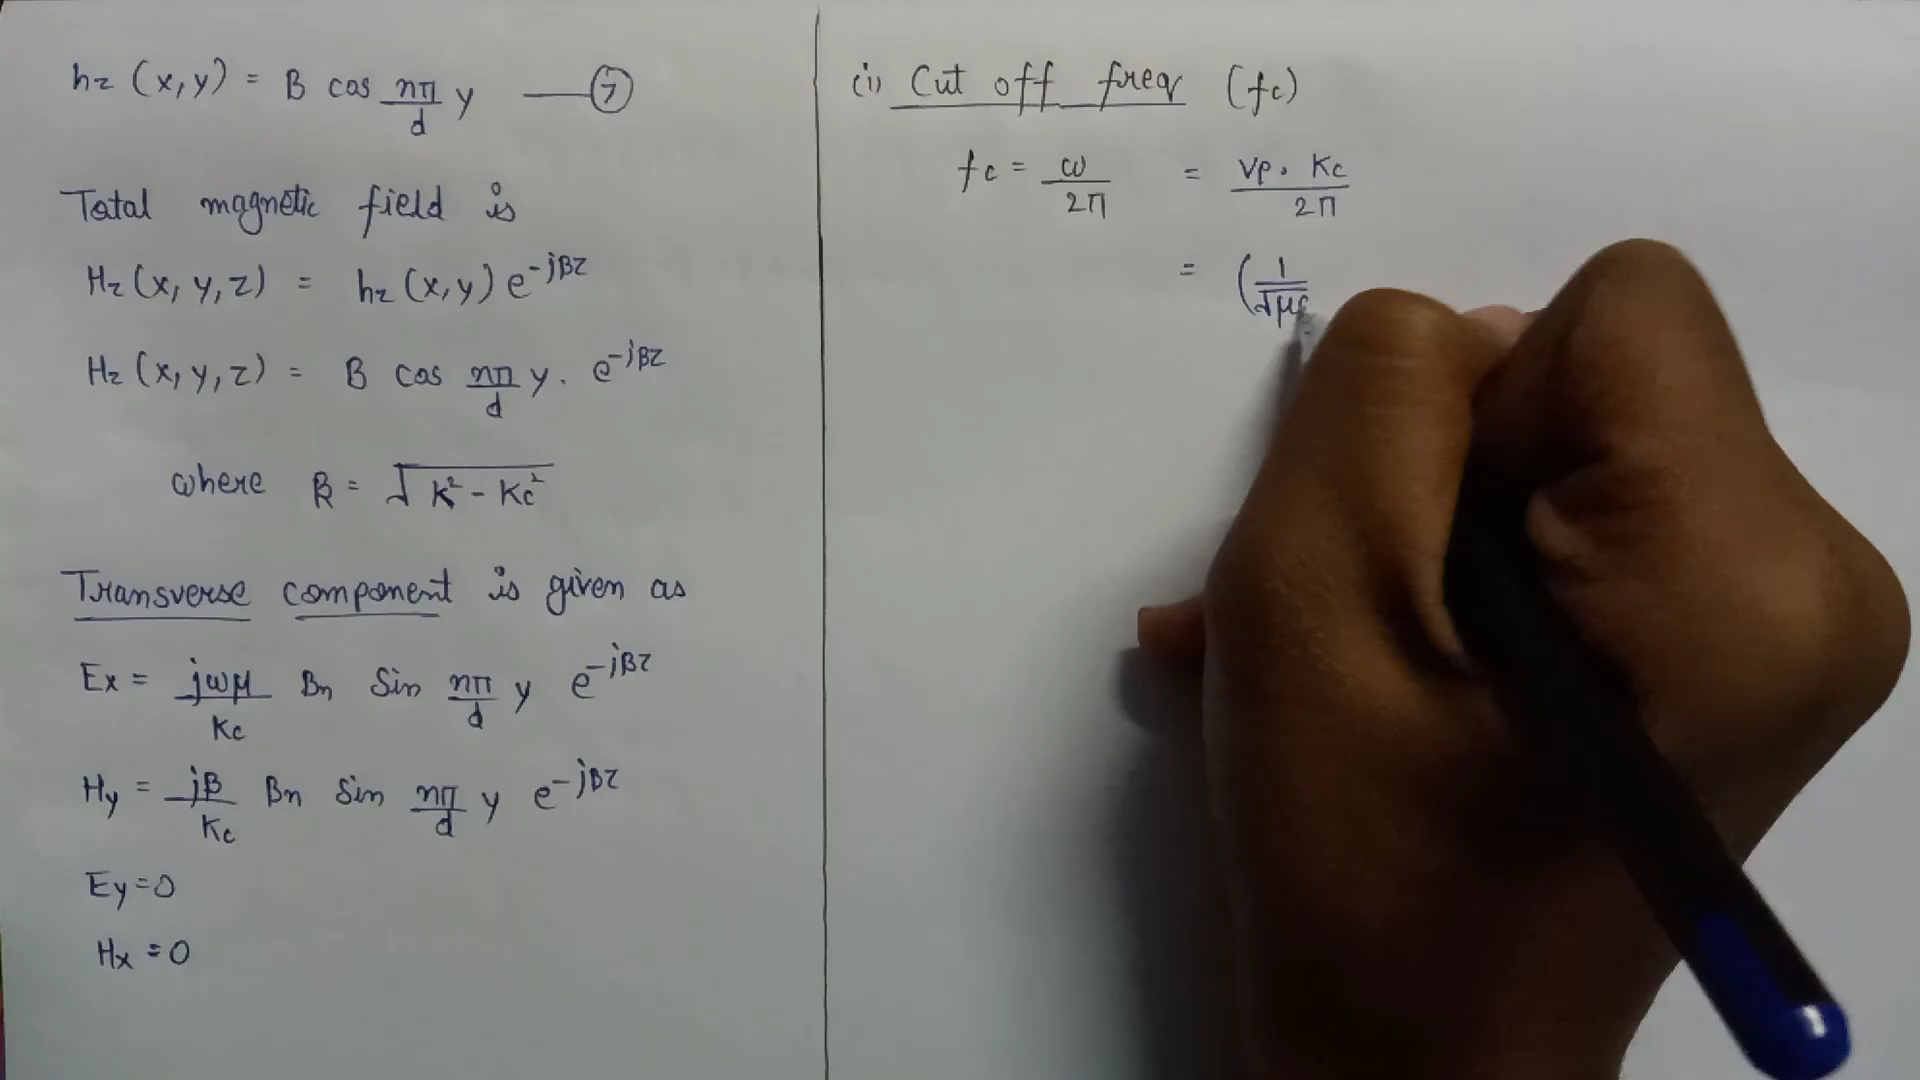 hz (x,y) = B cos nπ/d y —— ⑦
Total magnetic field is
Hz (x, y, z) = hz (x,y) e^-jβz
Hz (x, y, z) = B cos nπ/d y . e^-jβz
where β = √K² - Kc²
Transverse component is given as
Ex = jωμ/Kc Bn Sin nπ/d y e^-jβz
Hy = jβ/Kc Bn Sin nπ/d y e^-jβz
Ey = 0
Hx = 0
(i) Cut off freq (fc)
fc = ω/2π = Vp . Kc/2π
= (1/√με